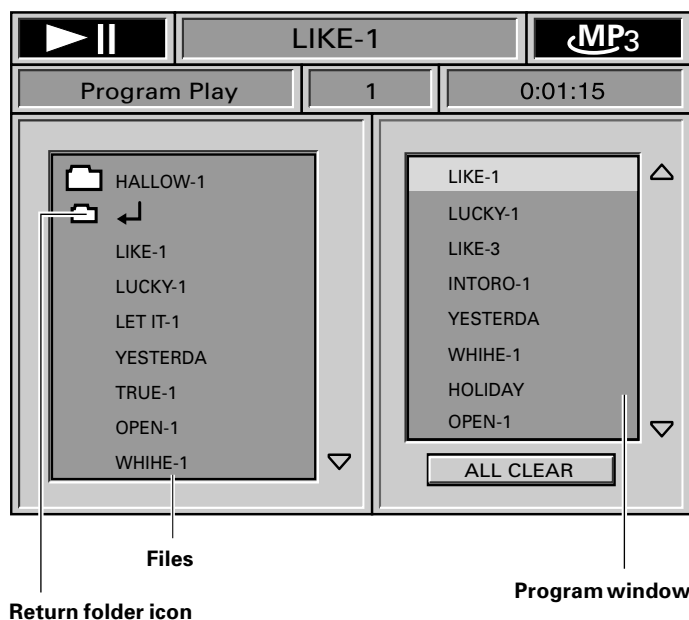 LIKE-1
MP3
Program Play
1
0:01:15
HALLOW-1
LIKE-1
LUCKY-1
LET IT-1
YESTERDA
TRUE-1
OPEN-1
WHIHE-1
LIKE-1
LUCKY-1
LIKE-3
INTORO-1
YESTERDA
WHIHE-1
HOLIDAY
OPEN-1
ALL CLEAR
Files
Program window
Return folder icon